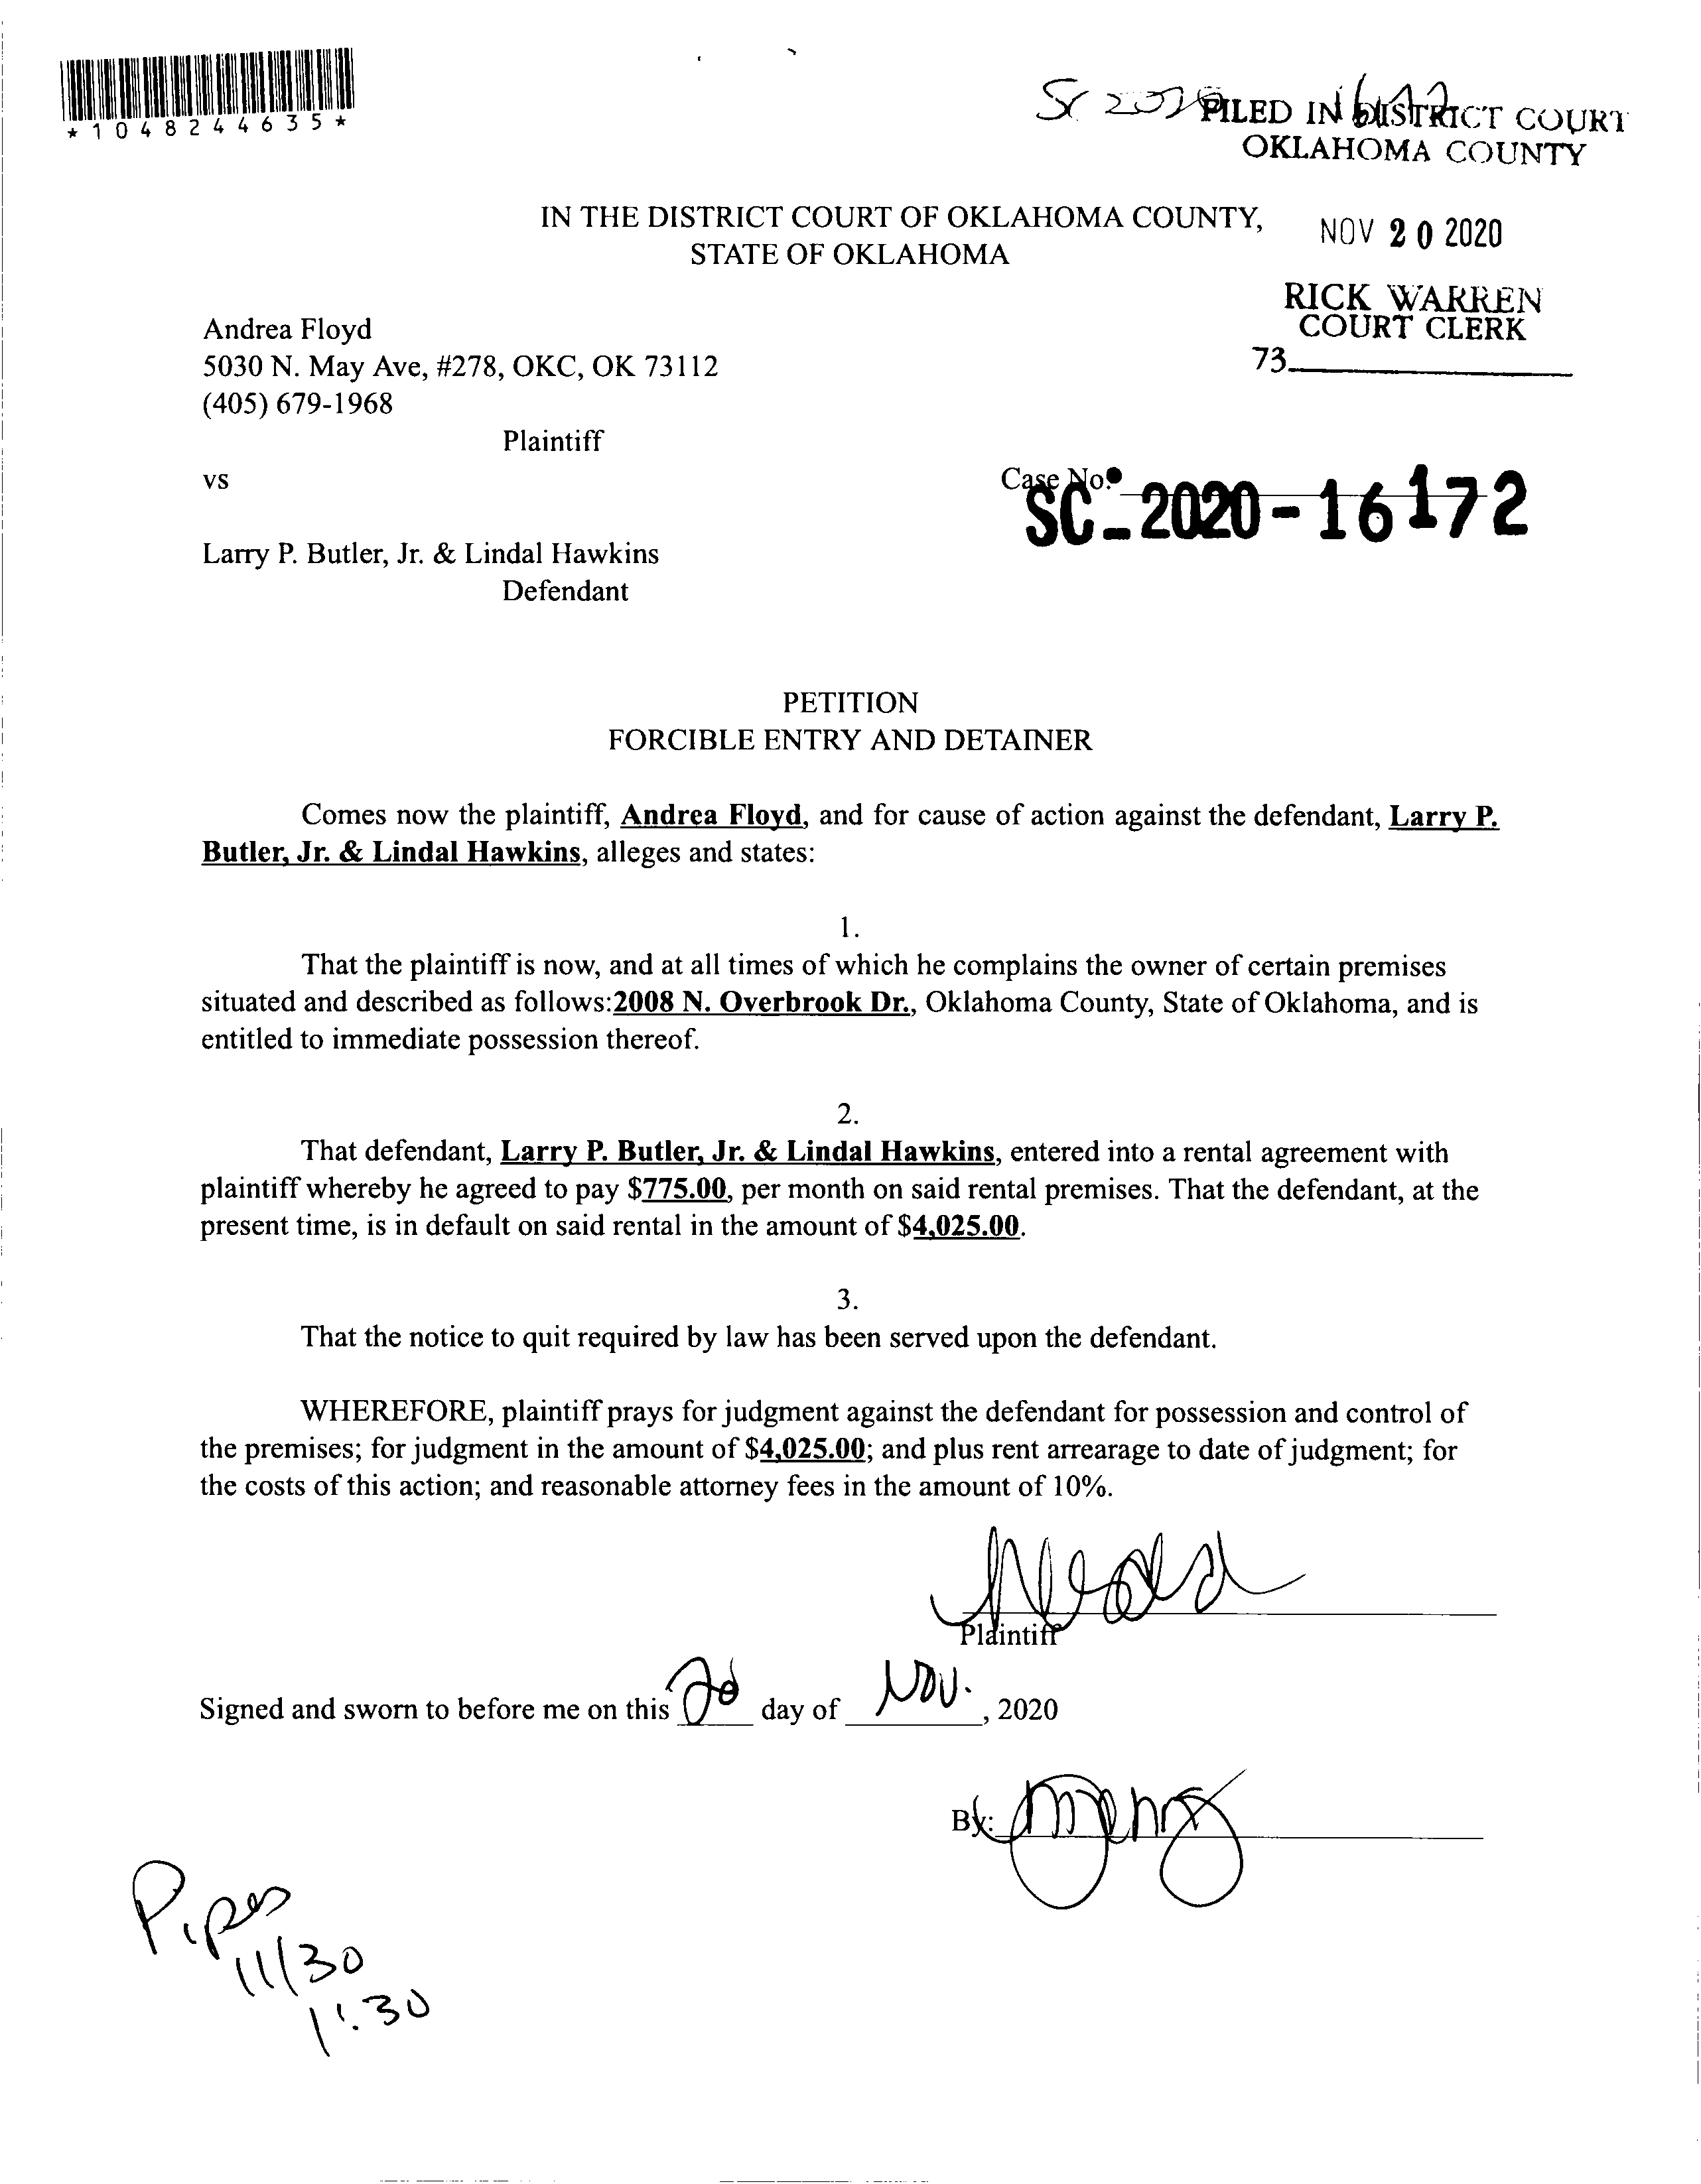 *1048244635*
SC 2020
FILED IN DISTRICT COURT
OKLAHOMA COUNTY
IN THE DISTRICT COURT OF OKLAHOMA COUNTY,
STATE OF OKLAHOMA
NOV 20 2020
RICK WARREN
COURT CLERK
73
Andrea Floyd
5030 N. May Ave, #278, OKC, OK 73112
(405) 679-1968
Plaintiff
vs
Case No.
SC-2020-16172
Larry P. Butler, Jr. & Lindal Hawkins
Defendant
PETITION
FORCIBLE ENTRY AND DETAINER
Comes now the plaintiff, Andrea Floyd, and for cause of action against the defendant, Larry P.
Butler, Jr. & Lindal Hawkins, alleges and states:
1.
That the plaintiff is now, and at all times of which he complains the owner of certain premises
situated and described as follows:2008 N. Overbrook Dr., Oklahoma County, State of Oklahoma, and is
entitled to immediate possession thereof.
2.
That defendant, Larry P. Butler, Jr. & Lindal Hawkins, entered into a rental agreement with
plaintiff whereby he agreed to pay $775.00, per month on said rental premises. That the defendant, at the
present time, is in default on said rental in the amount of $4,025.00.
3.
That the notice to quit required by law has been served upon the defendant.
WHEREFORE, plaintiff prays for judgment against the defendant for possession and control of
the premises; for judgment in the amount of $4,025.00; and plus rent arrearage to date of judgment; for
the costs of this action; and reasonable attorney fees in the amount of 10%.
Plaintiff
Signed and sworn to before me on this 20 day of Nov., 2020
By:
Pipes
11/30
1:30